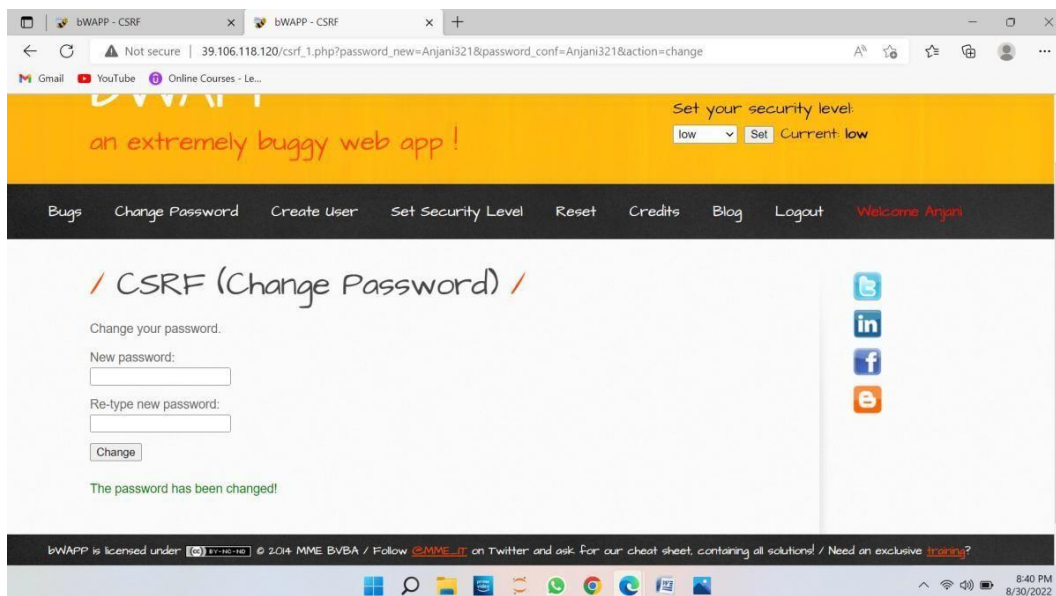 bWAPP - CSRF
bWAPP - CSRF
Not secure | 39.106.118.120/csrf_1.php?password_new=Anjani321&password_conf=Anjani321&action=change
Gmail YouTube Online Courses - Le...
bWAPP
an extremely buggy web app !
Set your security level:
low Set Current: low
Bugs Change Password Create User Set Security Level Reset Credits Blog Logout Welcome Anjani
/ CSRF (Change Password) /
Change your password.
New password:
Re-type new password:
Change
The password has been changed!
bWAPP is licensed under (cc) BY-NC-ND © 2014 MME BVBA / Follow @MME_IT on Twitter and ask for our cheat sheet, containing all solutions! / Need an exclusive training?
8:40 PM
8/30/2022